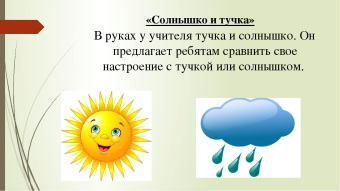 «Солнышко и тучка»
В руках у учителя тучка и солнышко. Он
предлагает ребятам сравнить свое
настроение с тучкой или солнышком.